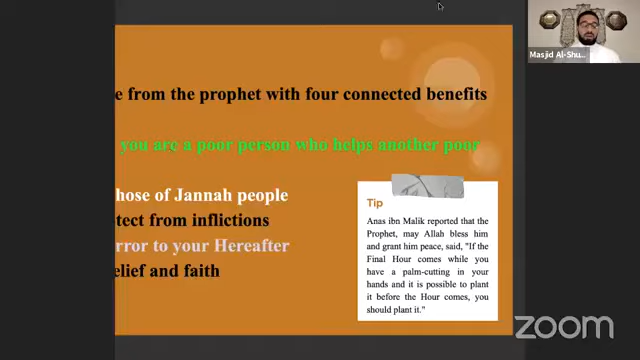 Masjid Al-Shu...
e from the prophet with four connected benefits
you are a poor person who helps another poor
hose of Jannah people
tect from inflictions
rror to your Hereafter
elief and faith
Tip
Anas ibn Malik reported that the
Prophet, may Allah bless him
and grant him peace, said, "If the
Final Hour comes while you
have a palm-cutting in your
hands and it is possible to plant
it before the Hour comes, you
should plant it."
zoom